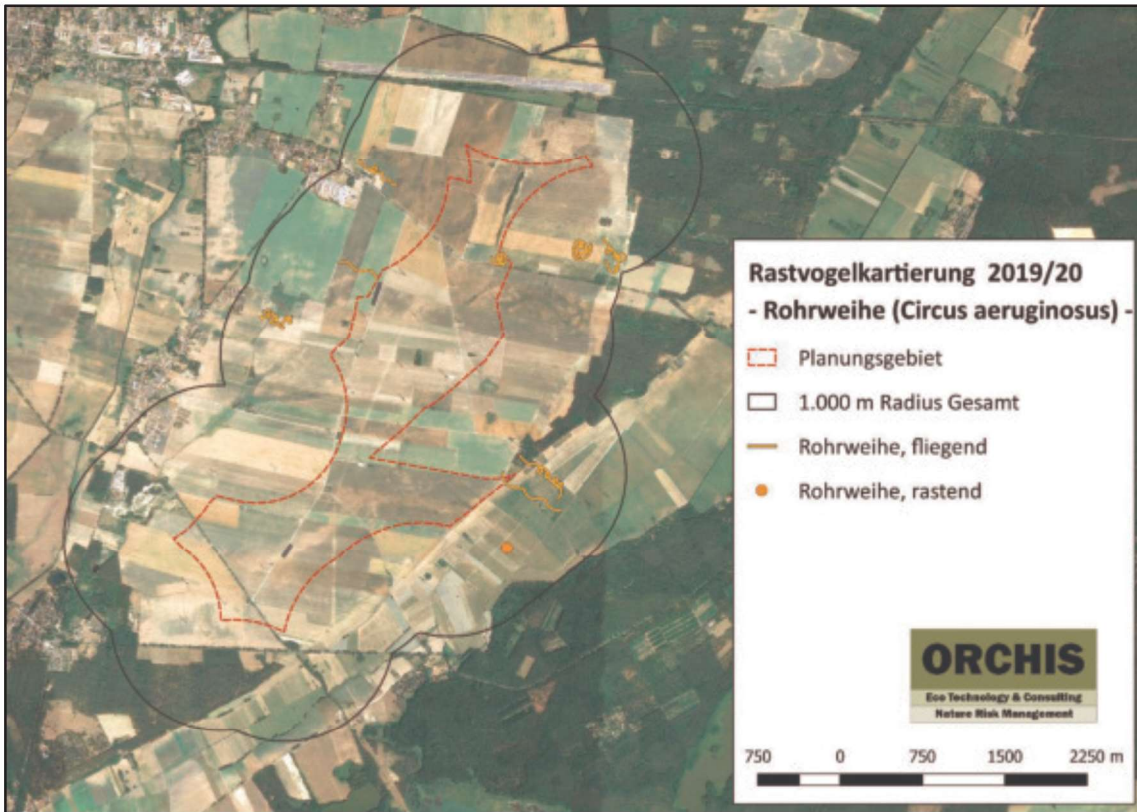 Rastvogelkartierung 2019/20
- Rohrweihe (Circus aeruginosus) -
Planungsgebiet
1.000 m Radius Gesamt
Rohrweihe, fliegend
Rohrweihe, rastend
ORCHIS
Eco Technology & Consulting
Nature Risk Management
750 0 750 1500 2250 m